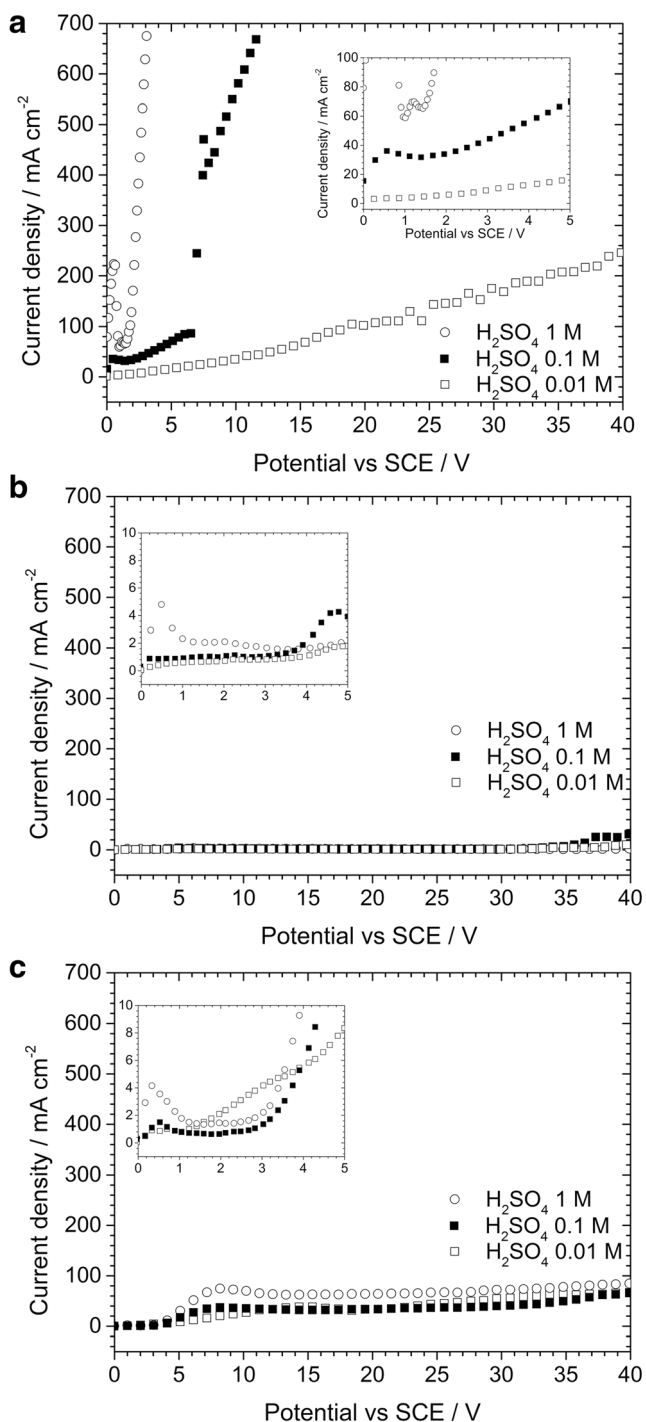 a
700
600
500
400
300
200
100
0
Current density / mA cm-2
0 5 10 15 20 25 30 35 40
Potential vs SCE / V
100
80
60
40
20
0
Current density / mA cm-2
0 1 2 3 4 5
Potential vs SCE / V
H2SO4 1 M
H2SO4 0.1 M
H2SO4 0.01 M
b
700
600
500
400
300
200
100
0
Current density / mA cm-2
0 5 10 15 20 25 30 35 40
Potential vs SCE / V
10
8
6
4
2
0
0 1 2 3 4 5
H2SO4 1 M
H2SO4 0.1 M
H2SO4 0.01 M
c
700
600
500
400
300
200
100
0
Current density / mA cm-2
0 5 10 15 20 25 30 35 40
Potential vs SCE / V
10
8
6
4
2
0
0 1 2 3 4 5
H2SO4 1 M
H2SO4 0.1 M
H2SO4 0.01 M